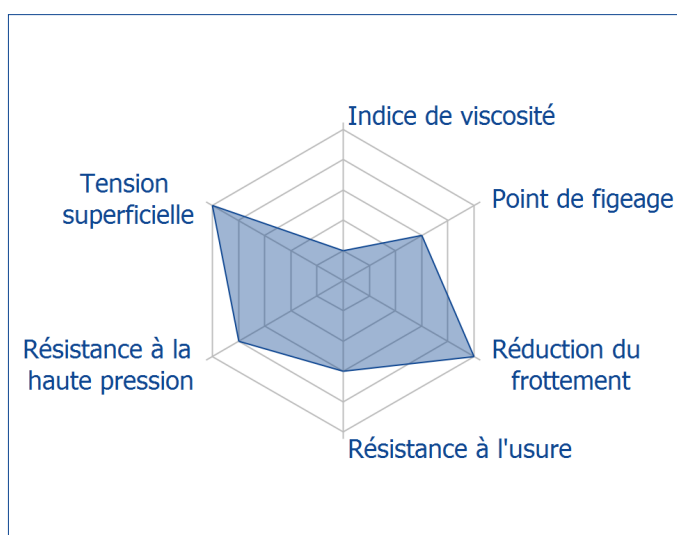 Indice de viscosité
Tension
superficielle
Point de figeage
Résistance à la
haute pression
Réduction du
frottement
Résistance à l'usure